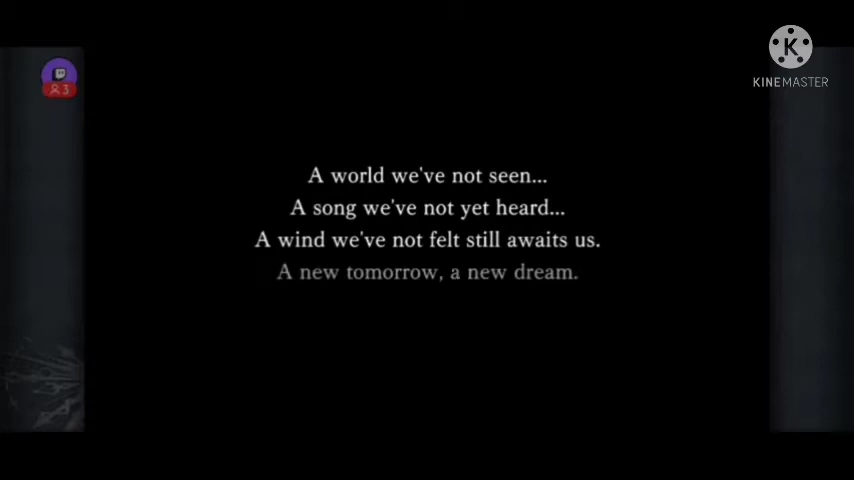 3
KINEMASTER
A world we've not seen...
A song we've not yet heard...
A wind we've not felt still awaits us.
A new tomorrow, a new dream.